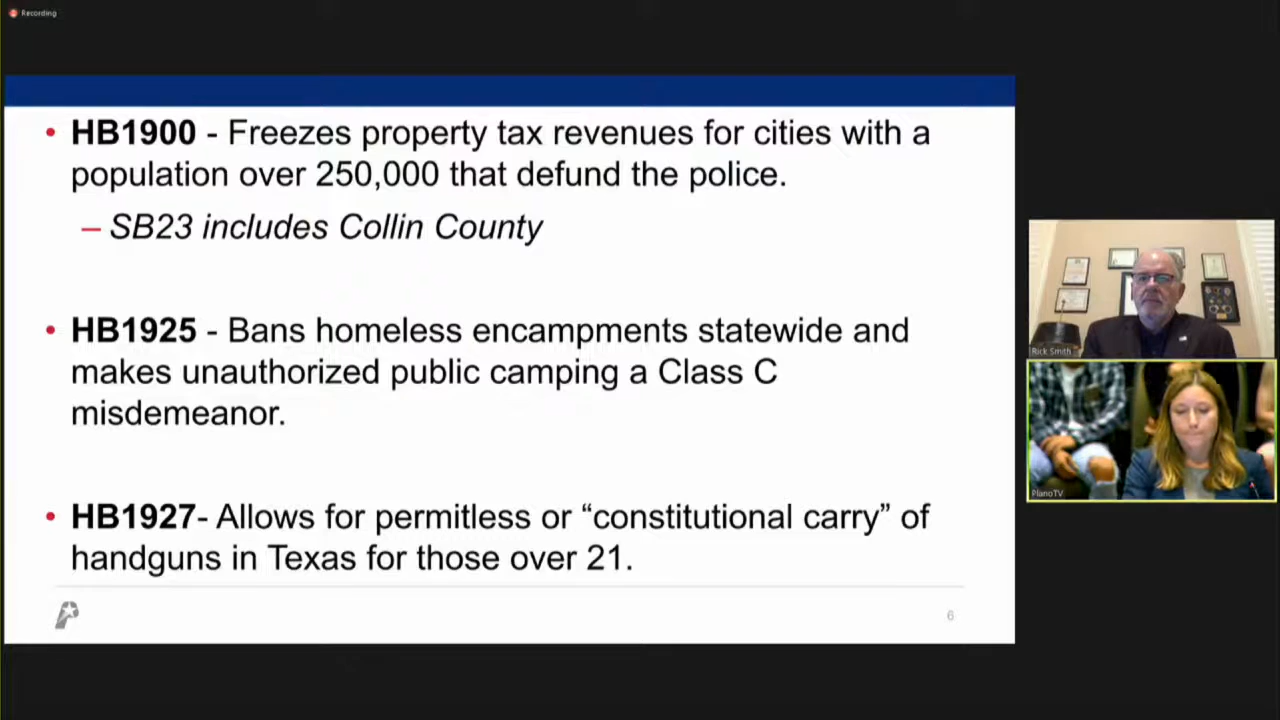 Recording
• HB1900 - Freezes property tax revenues for cities with a
population over 250,000 that defund the police.
– SB23 includes Collin County
• HB1925 - Bans homeless encampments statewide and
makes unauthorized public camping a Class C
misdemeanor.
• HB1927- Allows for permitless or “constitutional carry” of
handguns in Texas for those over 21.
6
Rick Smith
PlanoTV